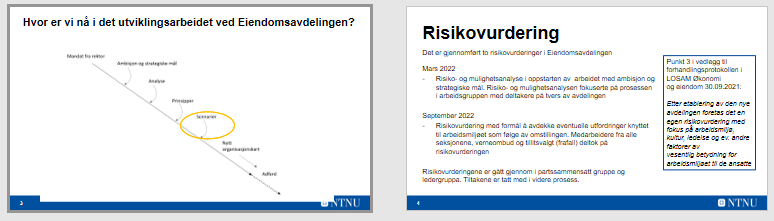 Hvor er vi nå i det utviklingsarbeidet ved Eiendomsavdelingen?
Mandat fra rektor
Ambisjon og strategiske mål
Analyse
Prinsipper
Scenarier
Nytt
organisasjonskart
Adferd
3
NTNU
Risikovurdering
Det er gjennomført to risikovurderinger i Eiendomsavdelingen
Mars 2022
- Risiko- og mulighetsanalyse i oppstarten av arbeidet med ambisjon og
strategiske mål. Risiko- og mulighetsanalysen fokuserte på prosessen
i arbeidsgruppen med deltakere på tvers av avdelingen
September 2022
- Risikovurdering med formål å avdekke eventuelle utfordringer knyttet
til arbeidsmiljøet som følge av omstillingen. Medarbeidere fra alle
seksjonene, verneombud og tillitsvalgt (frafall) deltok på
risikovurderingen
Risikovurderingene er gått gjennom i partssammensatt gruppe og
ledergruppa. Tiltakene er tatt med i videre prosess.
Punkt 3 i vedlegg til
forhandlingsprotokollen i
LOSAM Økonomi
og eiendom 30.09.2021:
Etter etablering av den nye
avdelingen foretas det en
egen risikovurdering med
fokus på arbeidsmiljø,
kultur, ledelse og ev. andre
faktorer av
vesentlig betydning for
arbeidsmiljøet til de ansatte
4
NTNU